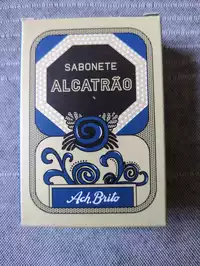 SABONETE
ALCATRÃO
Ach. Brito